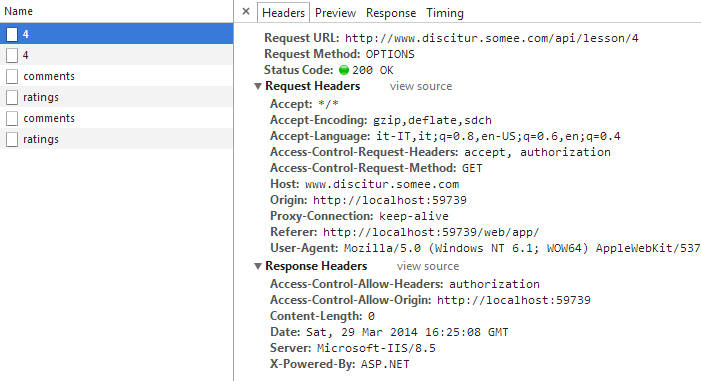 Name
4
4
comments
ratings
comments
ratings
× Headers Preview Response Timing
Request URL: http://www.discitur.somee.com/api/lesson/4
Request Method: OPTIONS
Status Code: 200 OK
▼ Request Headers view source
Accept: */*
Accept-Encoding: gzip,deflate,sdch
Accept-Language: it-IT,it;q=0.8,en-US;q=0.6,en;q=0.4
Access-Control-Request-Headers: accept, authorization
Access-Control-Request-Method: GET
Host: www.discitur.somee.com
Origin: http://localhost:59739
Proxy-Connection: keep-alive
Referer: http://localhost:59739/web/app/
User-Agent: Mozilla/5.0 (Windows NT 6.1; WOW64) AppleWebKit/537
▼ Response Headers view source
Access-Control-Allow-Headers: authorization
Access-Control-Allow-Origin: http://localhost:59739
Content-Length: 0
Date: Sat, 29 Mar 2014 16:25:08 GMT
Server: Microsoft-IIS/8.5
X-Powered-By: ASP.NET